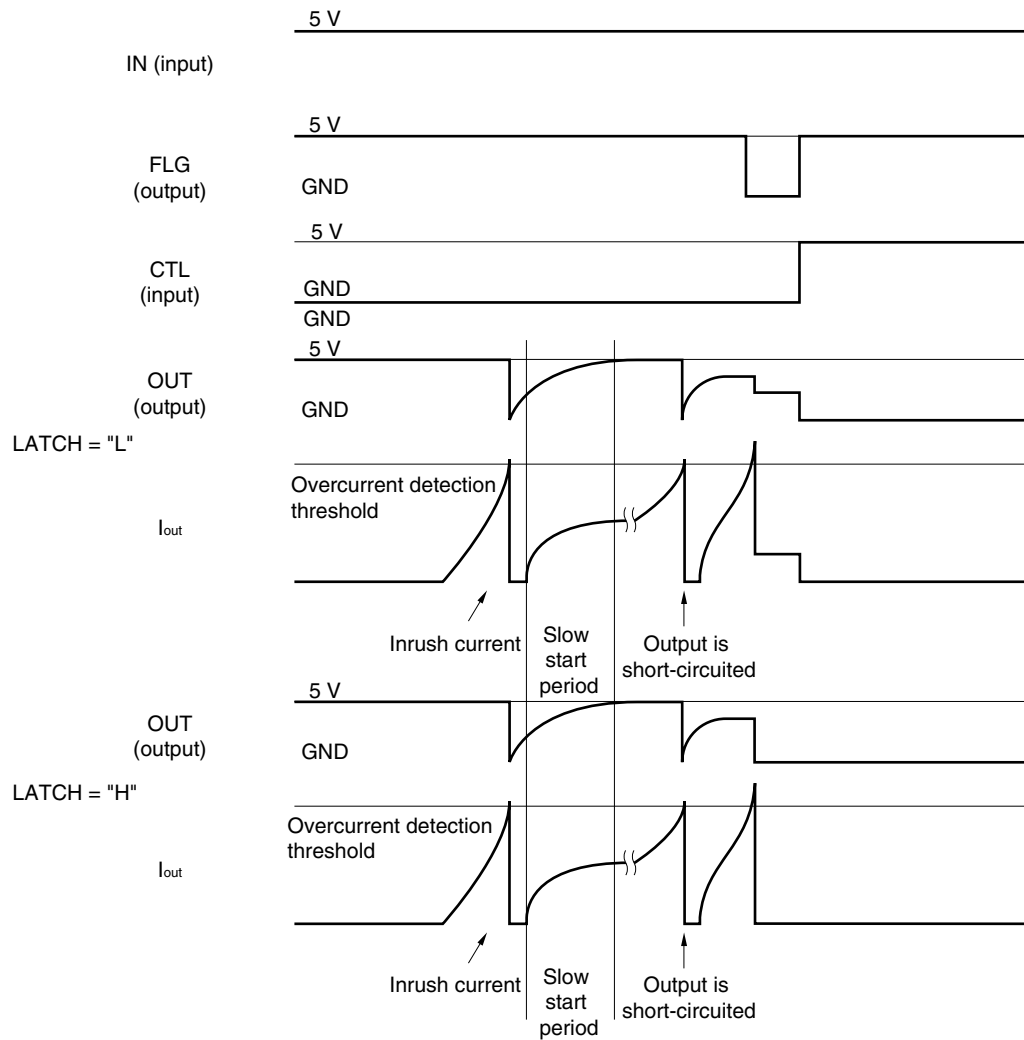 5 V
IN (input)
5 V
FLG
(output)
GND
5 V
CTL
(input)
GND
GND
5 V
OUT
(output)
GND
LATCH = "L"
Overcurrent detection
threshold
Iout
Inrush current
Slow
start
period
Output is
short-circuited
5 V
OUT
(output)
GND
LATCH = "H"
Overcurrent detection
threshold
Iout
Inrush current
Slow
start
period
Output is
short-circuited